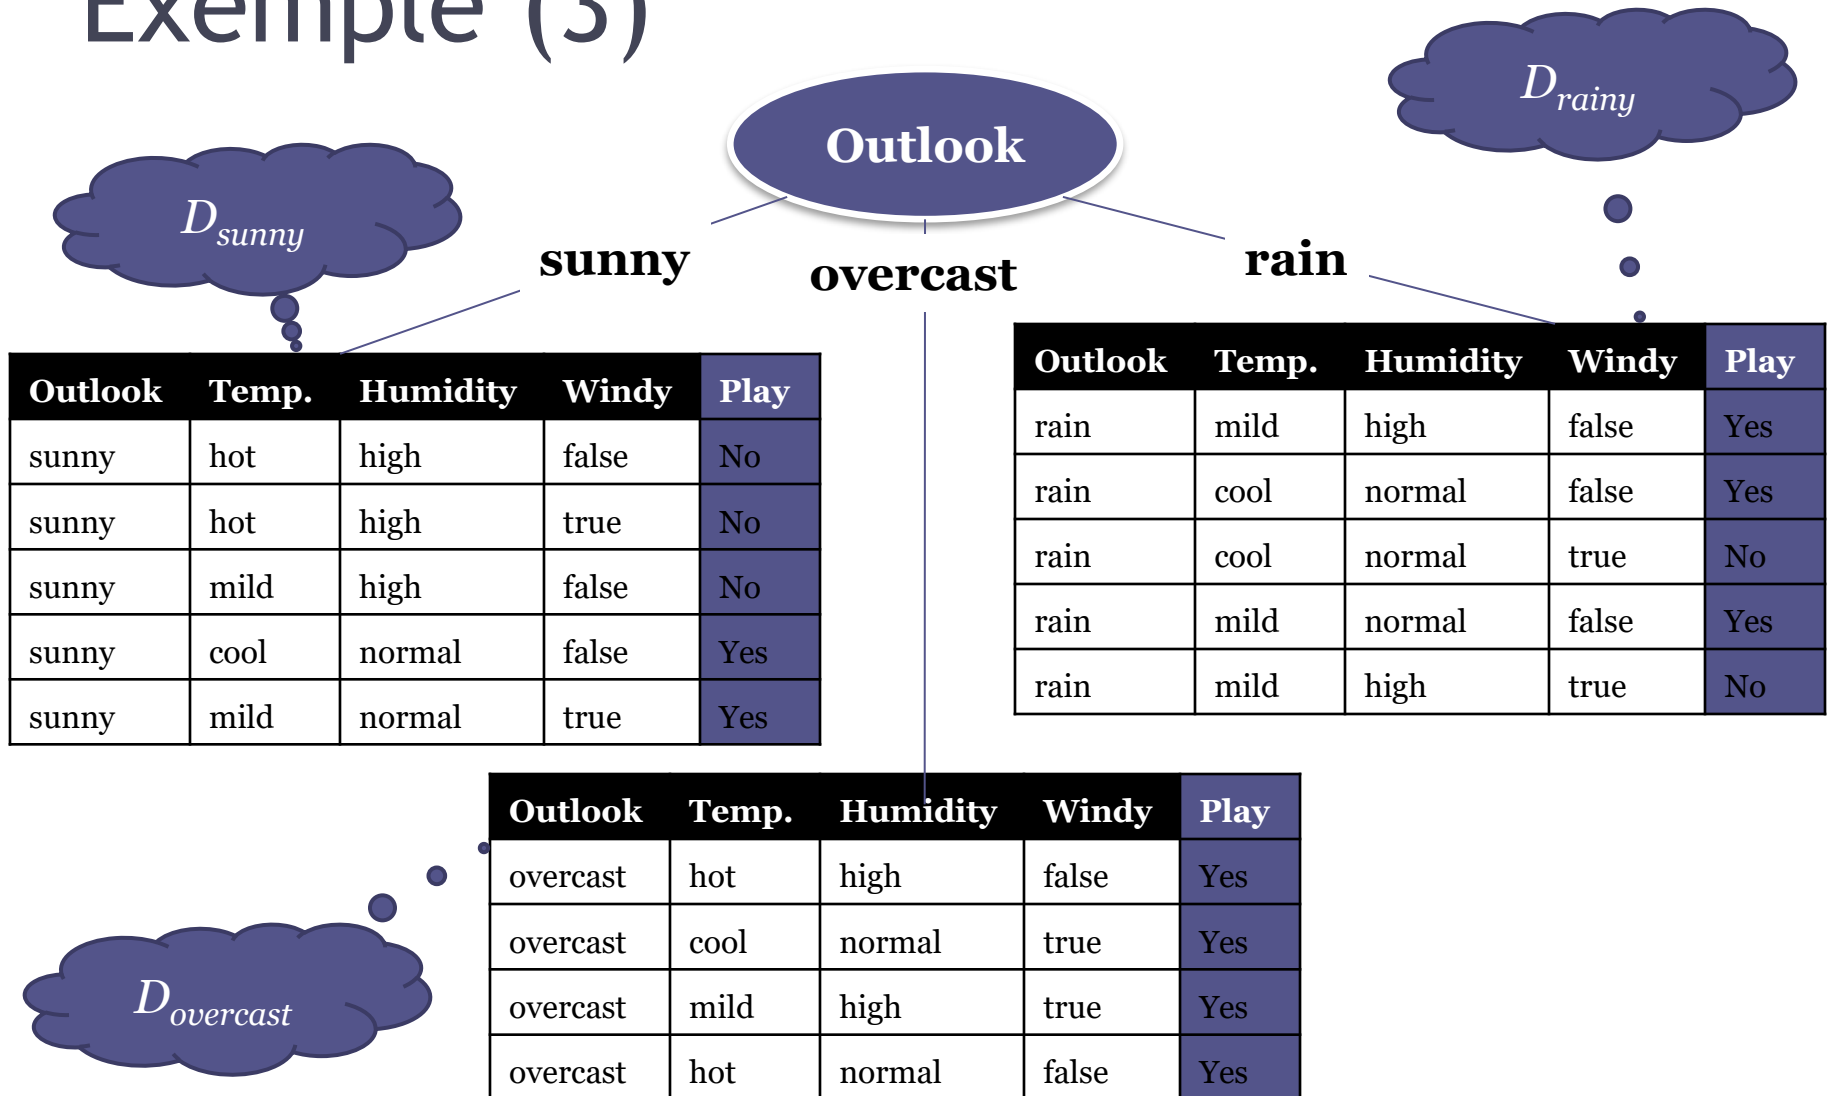 Exemple (3)
D_rainy
Outlook
D_sunny
sunny
overcast
rain
Outlook Temp. Humidity Windy Play
sunny hot high false No
sunny hot high true No
sunny mild high false No
sunny cool normal false Yes
sunny mild normal true Yes
Outlook Temp. Humidity Windy Play
rain mild high false Yes
rain cool normal false Yes
rain cool normal true No
rain mild normal false Yes
rain mild high true No
Outlook Temp. Humidity Windy Play
overcast hot high false Yes
overcast cool normal true Yes
overcast mild high true Yes
overcast hot normal false Yes
D_overcast